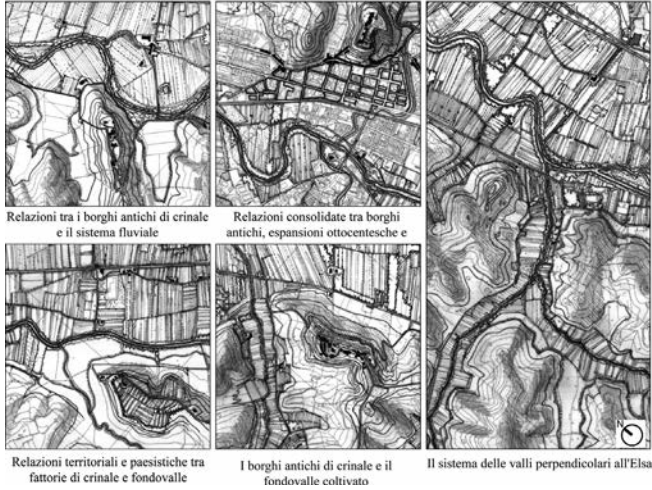 Relazioni tra i borghi antichi di crinale
e il sistema fluviale
Relazioni consolidate tra borghi
antichi, espansioni ottocentesche e
Relazioni territoriali e paesistiche tra
fattorie di crinale e fondovalle
I borghi antichi di crinale e il
fondovalle coltivato
Il sistema delle valli perpendicolari all'Elsa
N